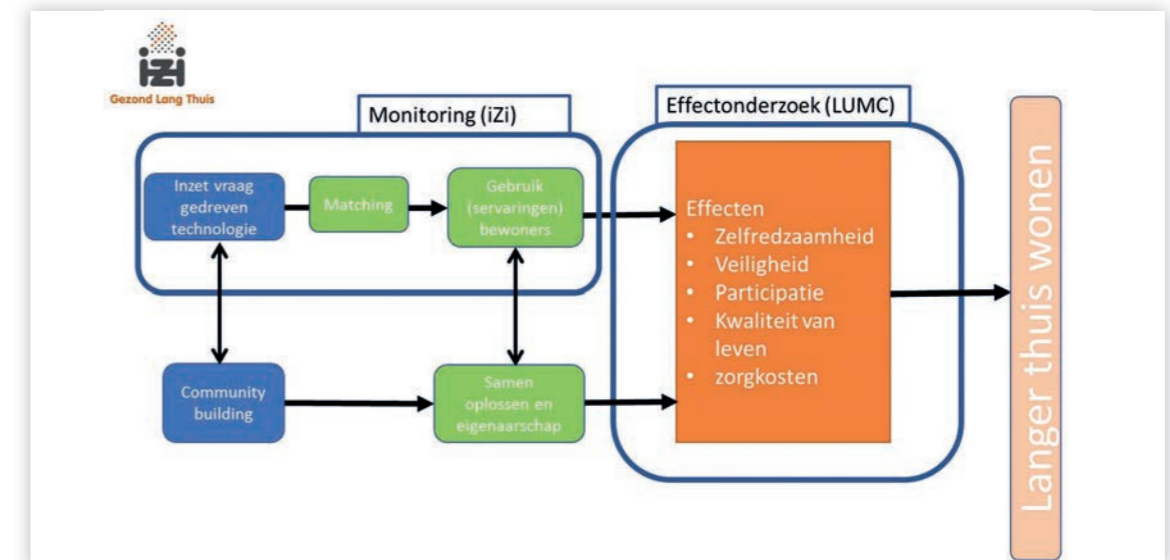 iZi
Gezond Lang Thuis
Monitoring (iZi)
Effectonderzoek (LUMC)
Inzet vraag
gedreven
technologie
Matching
Gebruik
(servaringen)
bewoners
Effecten
• Zelfredzaamheid
• Veiligheid
• Participatie
• Kwaliteit van
leven
• zorgkosten
Community
building
Samen
oplossen en
eigenaarschap
Langer thuis wonen